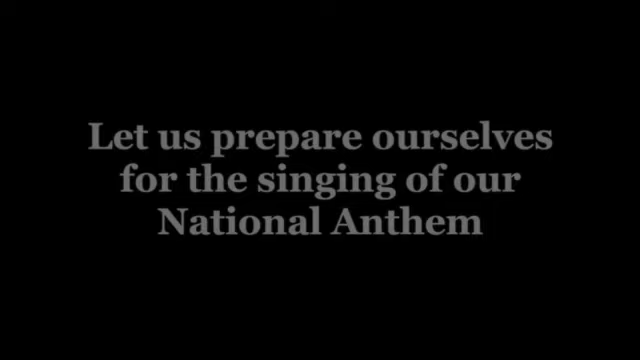 Let us prepare ourselves
for the singing of our
National Anthem